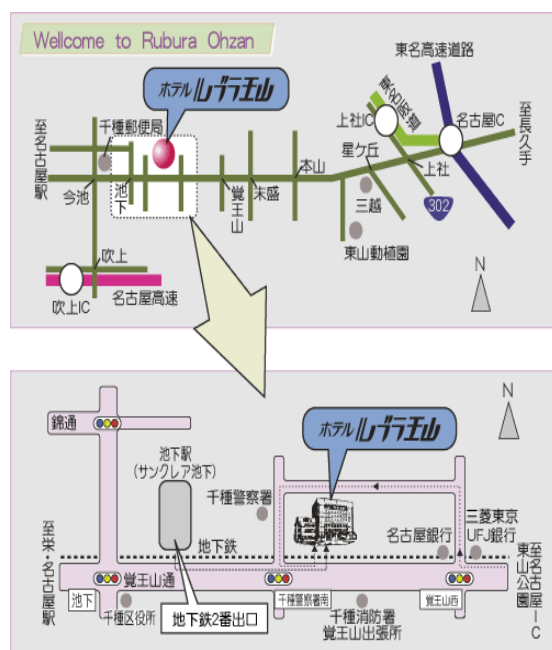 Wellcome to Rubura Ohzan
ホテルルブラ王山
東名高速道路
至名古屋駅
千種郵便局
今池
池下
覚王山
末盛
本山
星ケ丘
三越
東山動植園
上社IC
東名阪道
名古屋IC
上社
至長久手
302
吹上
吹上IC
名古屋高速
N
N
ホテルルブラ王山
錦通
池下駅
(サンクレア池下)
千種警察署
地下鉄
名古屋銀行
三菱東京
UFJ銀行
至栄・名古屋駅
至名古屋IC
東山公園
覚王山通
池下
千種区役所
地下鉄2番出口
千種警察署南
千種消防署
覚王山出張所
覚王山西